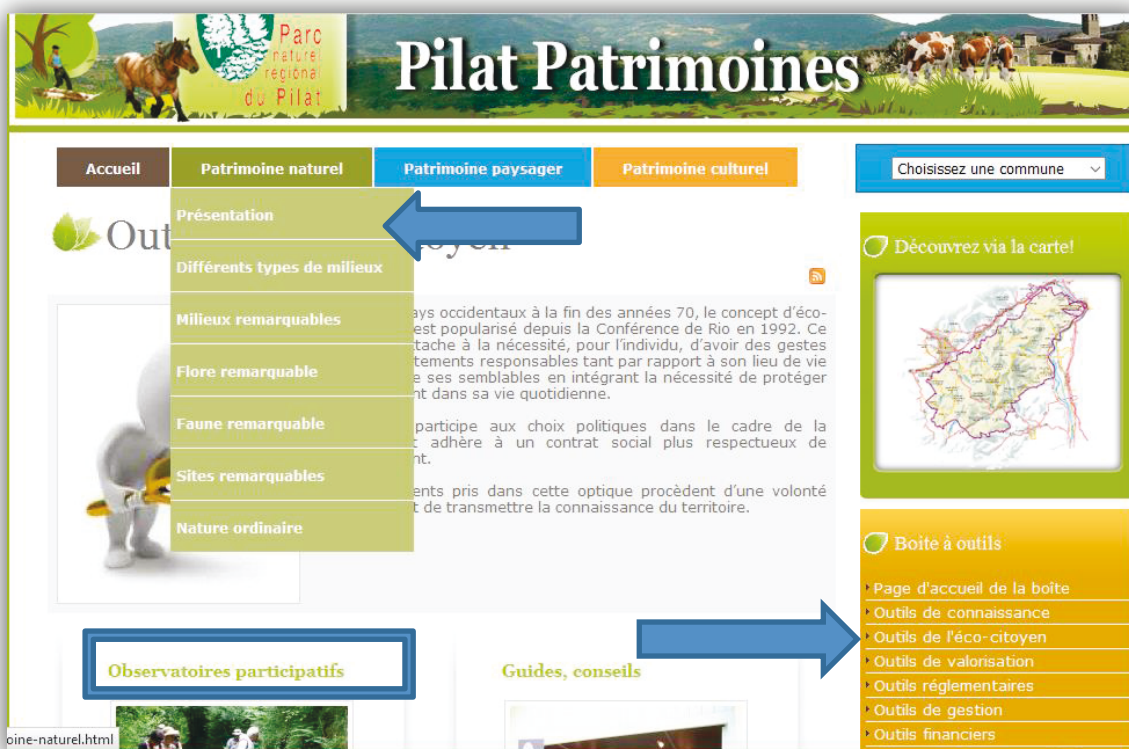 Parc
naturel
régional
du Pilat
Pilat Patrimoines
Accueil
Patrimoine naturel
Patrimoine paysager
Patrimoine culturel
Choisissez une commune
Présentation
Différents types de milieux
Milieux remarquables
Flore remarquable
Faune remarquable
Sites remarquables
Nature ordinaire
Out
oyen
ays occidentaux à la fin des années 70, le concept d'éco-
est popularisé depuis la Conférence de Rio en 1992. Ce
tache à la nécessité, pour l'individu, d'avoir des gestes
tements responsables tant par rapport à son lieu de vie
e ses semblables en intégrant la nécessité de protéger
nt dans sa vie quotidienne.
participe aux choix politiques dans le cadre de la
t adhère à un contrat social plus respectueux de
nt.
ents pris dans cette optique procèdent d'une volonté
t de transmettre la connaissance du territoire.
Découvrez via la carte!
Boite à outils
Page d'accueil de la boîte
Outils de connaissance
Outils de l'éco-citoyen
Outils de valorisation
Outils réglementaires
Outils de gestion
Outils financiers
Observatoires participatifs
Guides, conseils
oine-naturel.html